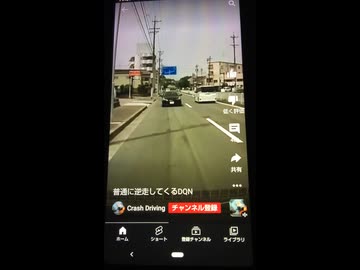 低く評価
共有
普通に逆走してくるDQN
Crash Driving
チャンネル登録
ホーム
ショート
登録チャンネル
ライブラリ